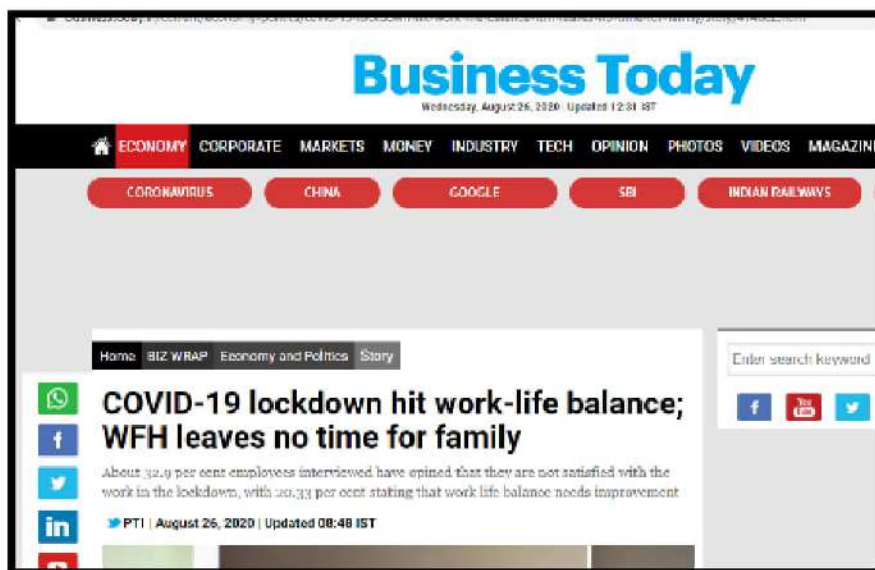 Business Today
Wednesday, August 26, 2020 Updated 12:31 IST
ECONOMY CORPORATE MARKETS MONEY INDUSTRY TECH OPINION PHOTOS VIDEOS MAGAZIN
CORONAVIRUS CHINA GOOGLE SBI INDIAN RAILWAYS
Home BIZ WRAP Economy and Politics Story
Enter search keyword
COVID-19 lockdown hit work-life balance;
WFH leaves no time for family
You Tube
About 32.9 per cent employees interviewed have opined that they are not satisfied with the
work in the lockdown, with 20.33 per cent stating that work life balance needs improvement
PTI | August 26, 2020 | Updated 08:48 IST